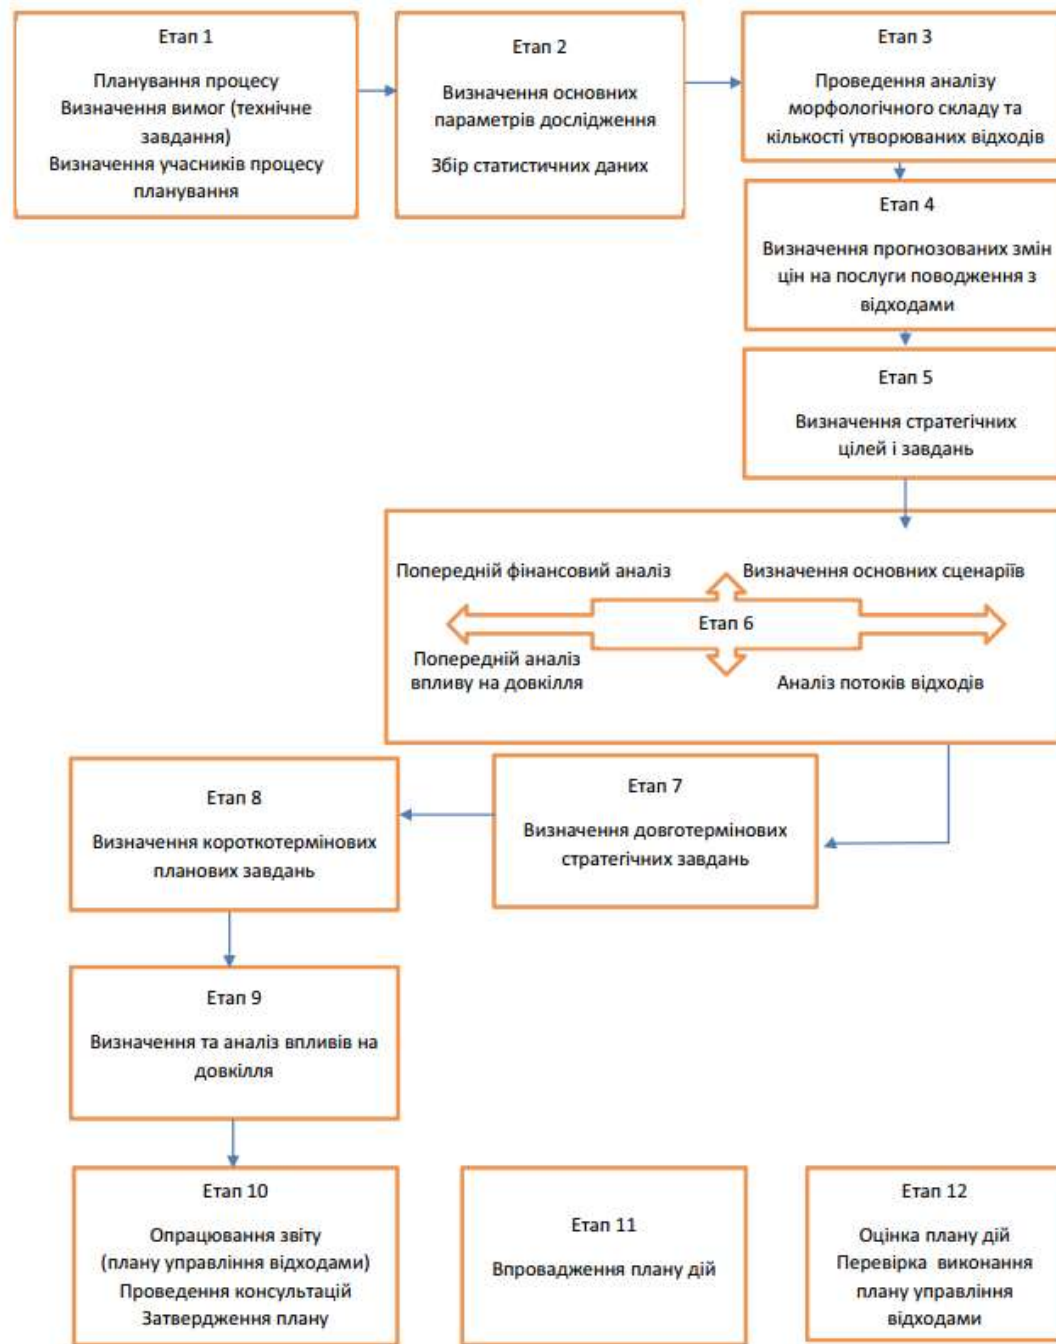 Етап 1
Планування процесу
Визначення вимог (технічне
завдання)
Визначення учасників процесу
планування
Етап 2
Визначення основних
параметрів дослідження
Збір статистичних даних
Етап 3
Проведення аналізу
морфологічного складу та
кількості утворюваних відходів
Етап 4
Визначення прогнозованих змін
цін на послуги поводження з
відходами
Етап 5
Визначення стратегічних
цілей і завдань
Попередній фінансовий аналіз
Визначення основних сценаріїв
Етап 6
Попередній аналіз
впливу на довкілля
Аналіз потоків відходів
Етап 7
Визначення довготермінових
стратегічних завдань
Етап 8
Визначення короткотермінових
планових завдань
Етап 9
Визначення та аналіз впливів на
довкілля
Етап 10
Опрацювання звіту
(плану управління відходами)
Проведення консультацій
Затвердження плану
Етап 11
Впровадження плану дій
Етап 12
Оцінка плану дій
Перевірка виконання
плану управління
відходами